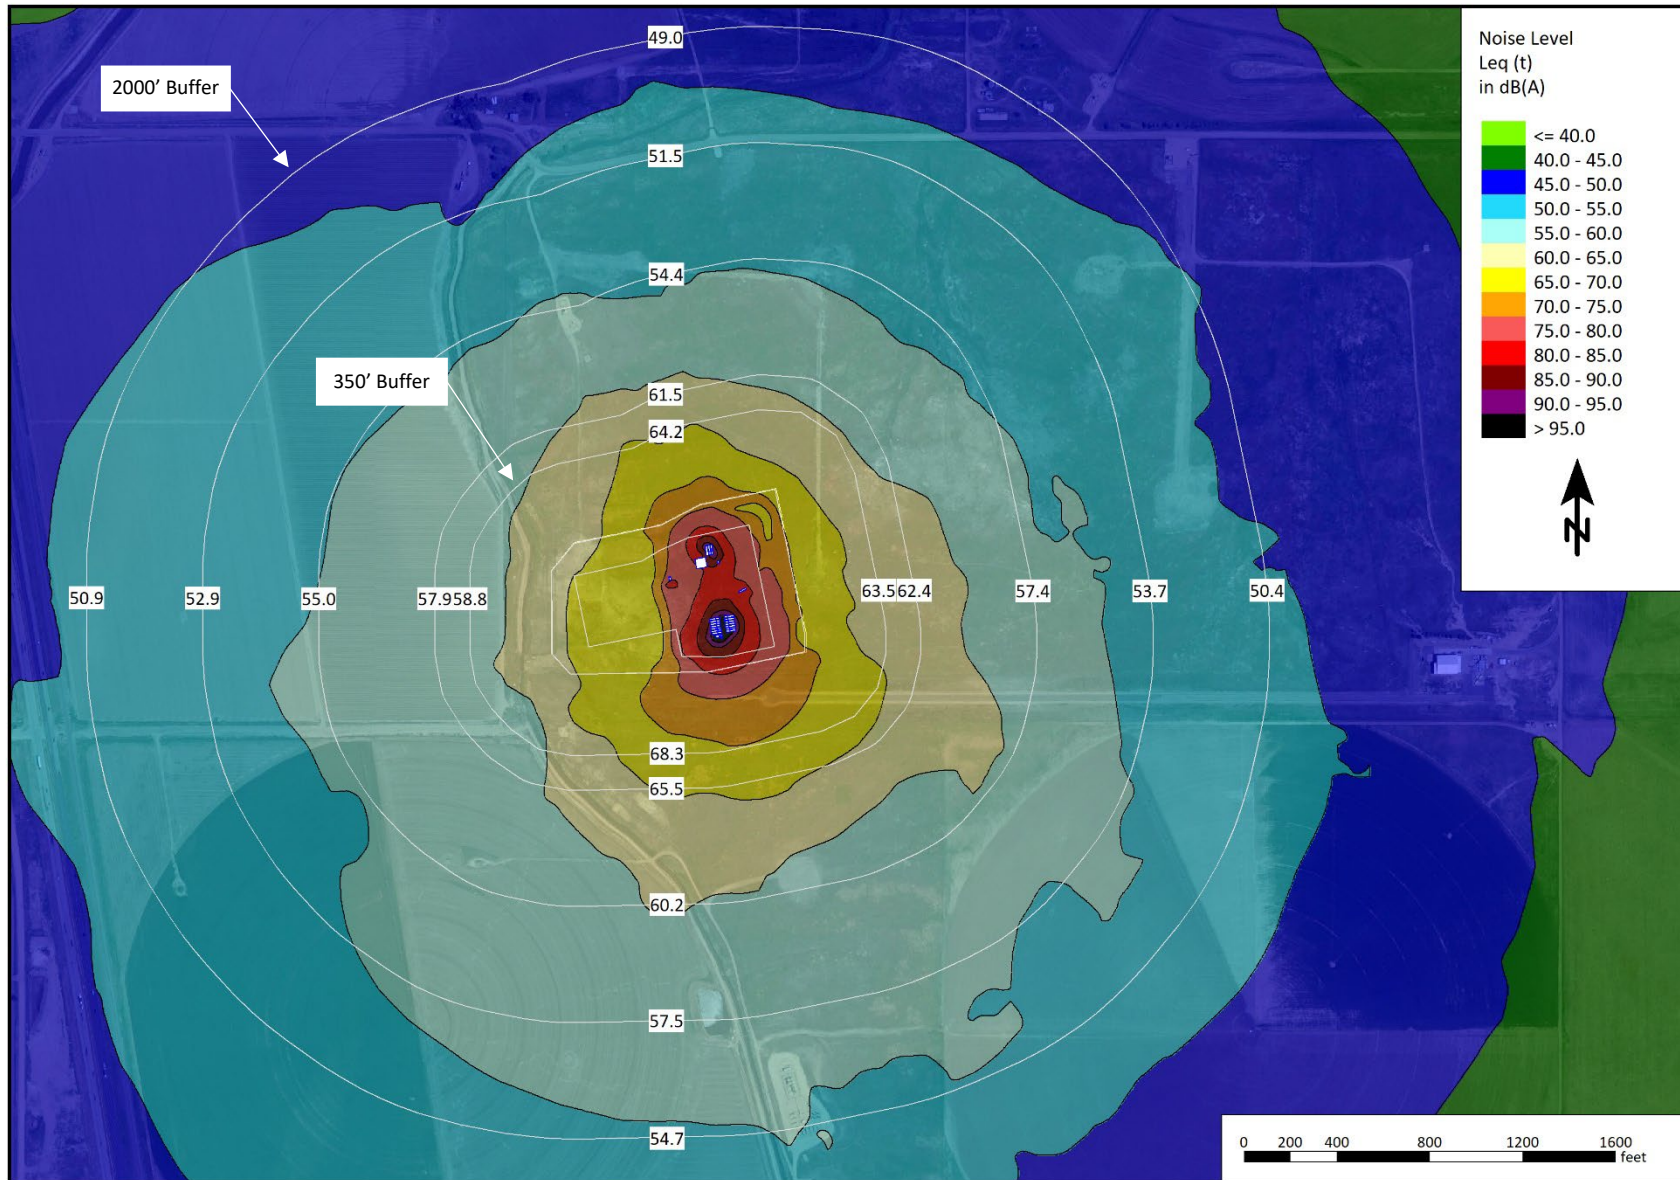 49.0
2000' Buffer
51.5
54.4
350' Buffer
61.5
64.2
50.9
52.9
55.0
57.9
58.8
63.5
62.4
57.4
53.7
50.4
68.3
65.5
60.2
57.5
54.7
Noise Level
Leq (t)
in dB(A)
<= 40.0
40.0 - 45.0
45.0 - 50.0
50.0 - 55.0
55.0 - 60.0
60.0 - 65.0
65.0 - 70.0
70.0 - 75.0
75.0 - 80.0
80.0 - 85.0
85.0 - 90.0
90.0 - 95.0
> 95.0
N
0 200 400 800 1200 1600
feet